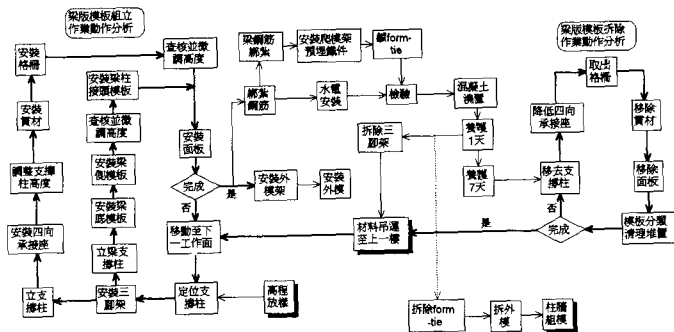 梁版模板組立
作業動作分析
安裝
格柵
安裝
貫材
調整支撐
柱高度
安裝四向
承接座
立支
撐柱
安裝梁柱
接頭模板
查核並微
調高度
安裝梁
側模板
安裝梁
底模板
立梁支
撐柱
安裝三
腳架
查核並微
調高度
安裝
面板
完成
是
否
移動至下
一工作面
定位支
撐柱
高程
放樣
梁鋼筋
綁紮
安裝爬模架
預埋鐵件
鎖form-
tie
綁紮
鋼筋
水電
安裝
檢驗
混凝土
澆置
養護
1天
養護
7天
安裝外
模架
安裝
外模
拆除三
腳架
材料吊運
至上一樓
拆除form
-tie
拆外
模
柱牆
組模
梁版模板拆除
作業動作分析
取出
格柵
降低四向
承接座
移除
貫材
移去支
撐柱
移除
面板
否
是
完成
模板分類
清理堆置